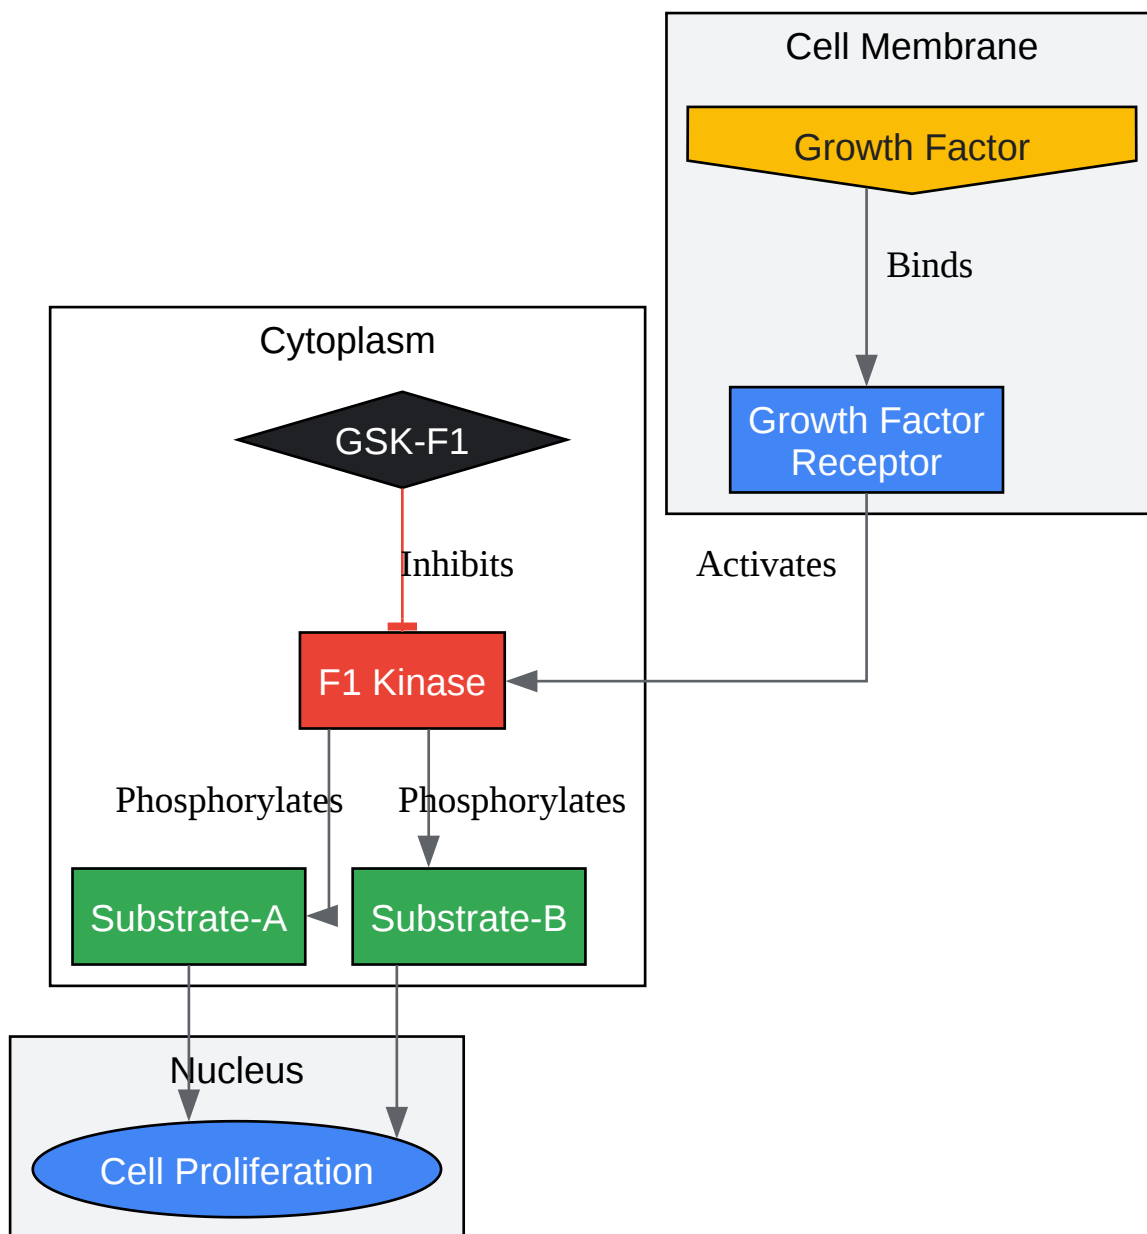 Cell Membrane
Growth Factor
Binds
Cytoplasm
GSK-F1
Growth Factor
Receptor
Inhibits
Activates
F1 Kinase
Phosphorylates
Phosphorylates
Substrate-A
Substrate-B
Nucleus
Cell Proliferation